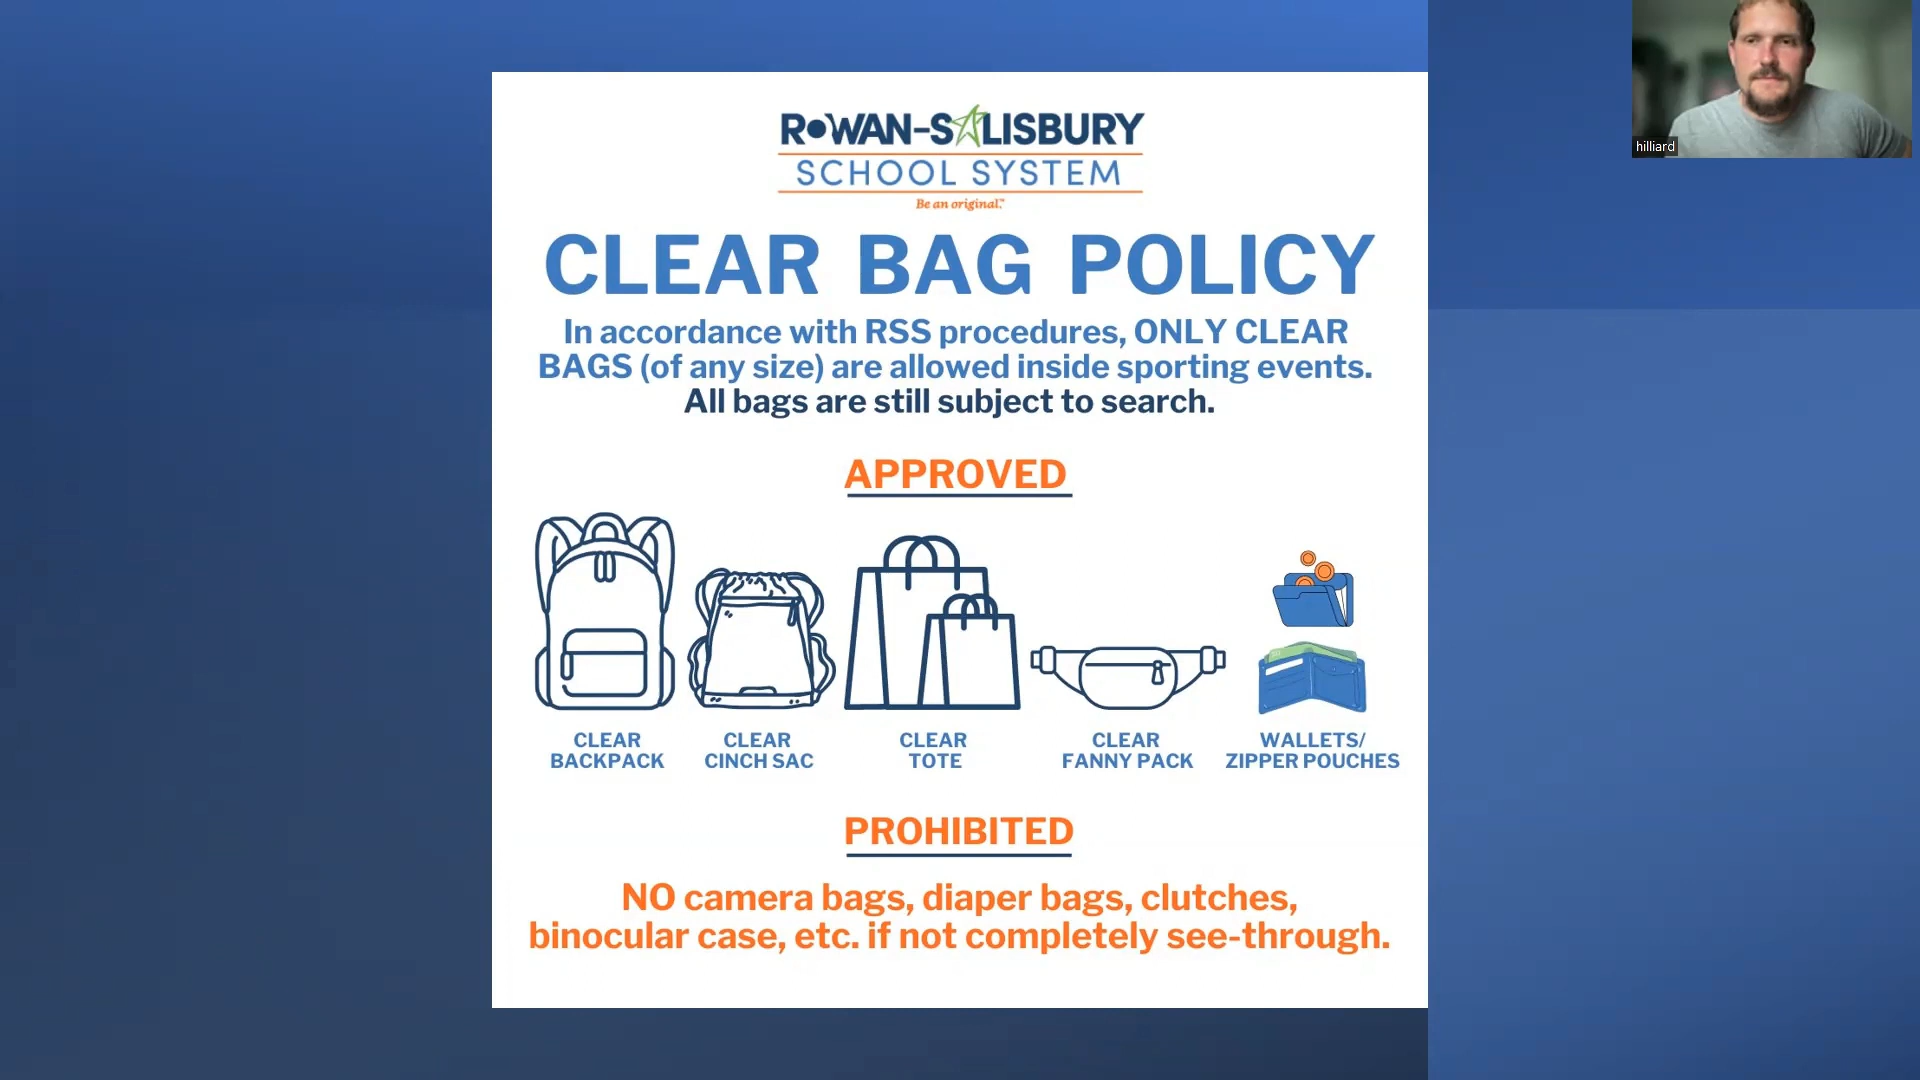 ROWAN-SALISBURY
SCHOOL SYSTEM
Be an original.™
CLEAR BAG POLICY
In accordance with RSS procedures, ONLY CLEAR
BAGS (of any size) are allowed inside sporting events.
All bags are still subject to search.
APPROVED
CLEAR
BACKPACK
CLEAR
CINCH SAC
CLEAR
TOTE
CLEAR
FANNY PACK
WALLETS/
ZIPPER POUCHES
PROHIBITED
NO camera bags, diaper bags, clutches,
binocular case, etc. if not completely see-through.
hilliard